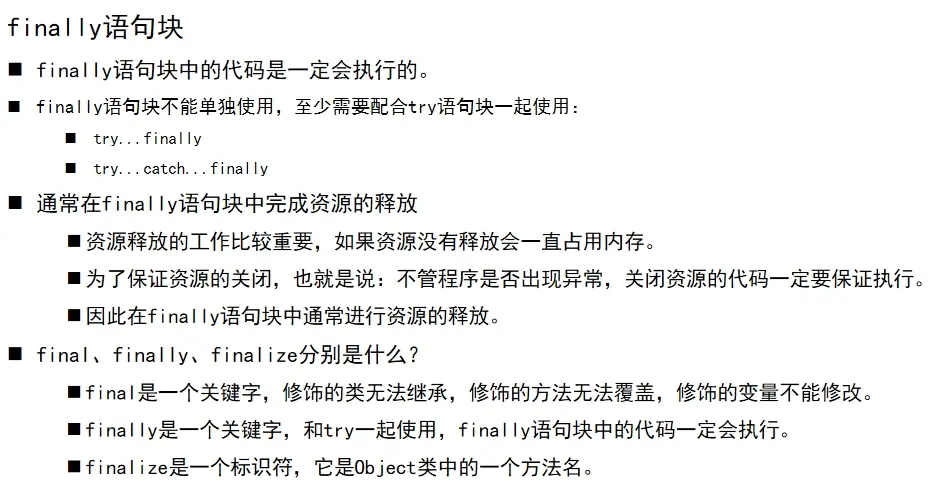 finally语句块
■ finally语句块中的代码是一定会执行的。
■ finally语句块不能单独使用，至少需要配合try语句块一起使用：
■ try...finally
■ try...catch...finally
■ 通常在finally语句块中完成资源的释放
■ 资源释放的工作比较重要，如果资源没有释放会一直占用内存。
■ 为了保证资源的关闭，也就是说：不管程序是否出现异常，关闭资源的代码一定要保证执行。
■ 因此在finally语句块中通常进行资源的释放。
■ final、finally、finalize分别是什么？
■ final是一个关键字，修饰的类无法继承，修饰的方法无法覆盖，修饰的变量不能修改。
■ finally是一个关键字，和try一起使用，finally语句块中的代码一定会执行。
■ finalize是一个标识符，它是Object类中的一个方法名。